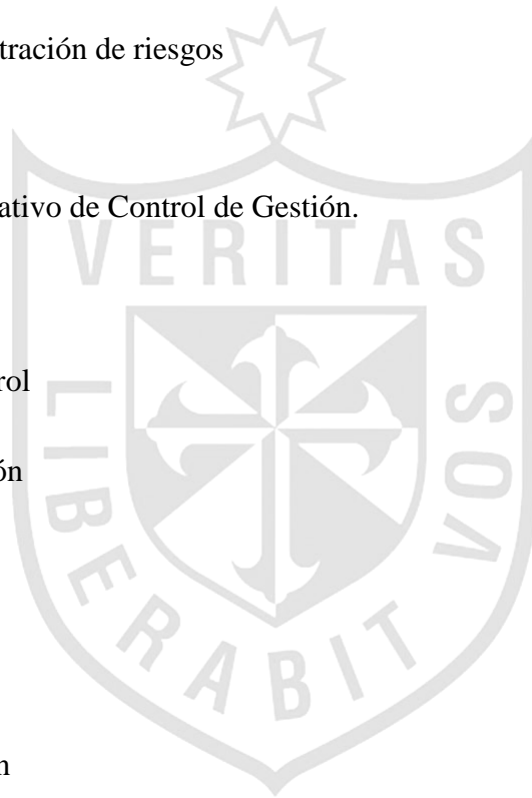 tración de riesgos
ativo de Control de Gestión.
VERITAS
rol
LIBERABIT VOS
ón
n